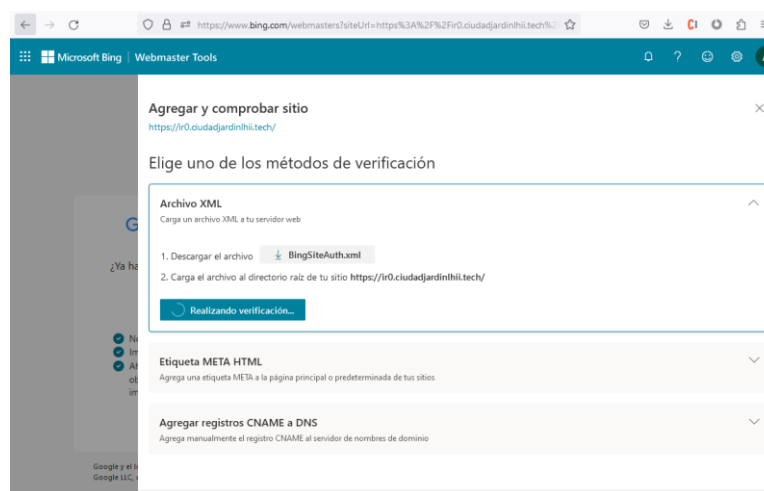 https://www.bing.com/webmasters?siteUrl=https%3A%2F%2Fir0.ciudadjardinlhii.tech%2
Microsoft Bing | Webmaster Tools
Agregar y comprobar sitio
https://ir0.ciudadjardinlhii.tech/
Elige uno de los métodos de verificación
Archivo XML
Carga un archivo XML a tu servidor web
1. Descargar el archivo BingSiteAuth.xml
2. Carga el archivo al directorio raíz de tu sitio https://ir0.ciudadjardinlhii.tech/
Realizando verificación...
¿Ya ha
Etiqueta META HTML
Agrega una etiqueta META a la página principal o predeterminada de tus sitios
Agregar registros CNAME a DNS
Agrega manualmente el registro CNAME al servidor de nombres de dominio
Google y el l
Google LLC,